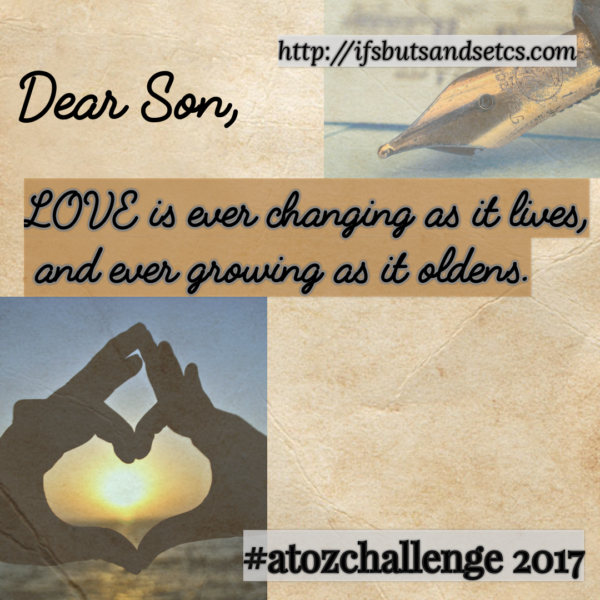 http://ifsbutsandsetcs.com
Dear Son,
LOVE is ever changing as it lives,
and ever growing as it oldens.
#atozchallenge 2017